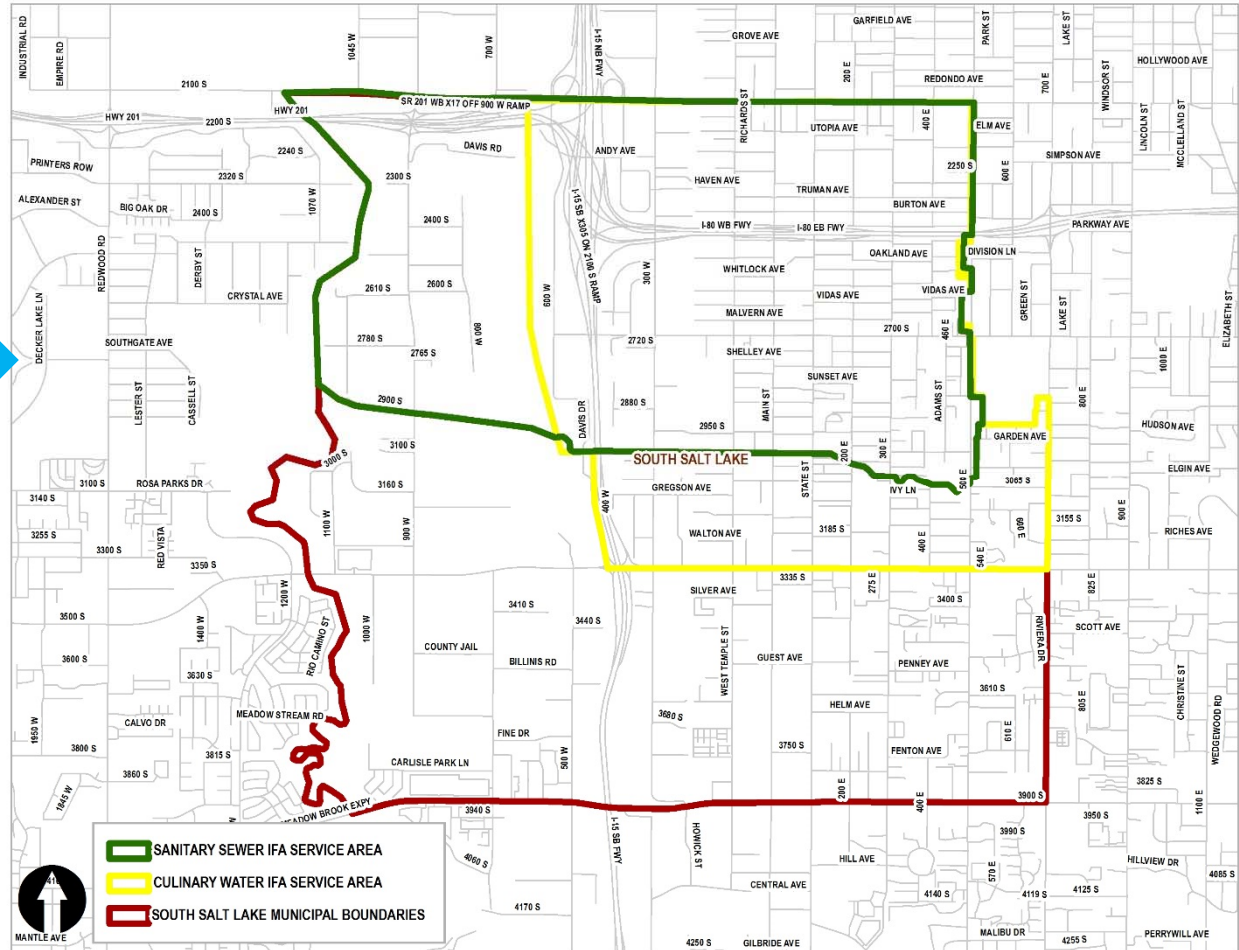 GARFIELD AVE
INDUSTRIAL RD
EMPIRE RD
1045 W
700 W
I-15 NB FWY
GROVE AVE
200 E
PARK ST
LAKE ST
HOLLYWOOD AVE
REDONDO AVE
700 E
WINDSOR ST
2100 S
SR 201 WB X17 OFF 900 W RAMP
HWY 201
HWY 201
2200 S
RICHARDS ST
UTOPIA AVE
400 E
ELM AVE
LINCOLN ST
MCCLELLAND ST
2240 S
DAVIS RD
ANDY AVE
SIMPSON AVE
PRINTERS ROW
2320 S
2300 S
2250 S
600 E
HAVEN AVE
TRUMAN AVE
ALEXANDER ST
BIG OAK DR
2400 S
1070 W
2400 S
I-15 SB X305 ON 2100 S RAMP
BURTON AVE
I-80 WB FWY
I-80 EB FWY
PARKWAY AVE
REDWOOD RD
DERBY ST
OAKLAND AVE
DIVISION LN
WHITLOCK AVE
300 W
CRYSTAL AVE
2610 S
2600 S
600 W
VIDAS AVE
VIDAS AVE
GREEN ST
LAKE ST
ELIZABETH ST
DECKER LAKE LN
800 W
MALVERN AVE
2700 S
460 E
SOUTHGATE AVE
2780 S
2765 S
2720 S
SHELLEY AVE
1000 E
LESTER ST
CASSELL ST
SUNSET AVE
MAIN ST
ADAMS ST
800 E
2900 S
2880 S
DAVIS DR
2950 S
GARDEN AVE
HUDSON AVE
3100 S
200 E
300 E
3000 S
SOUTH SALT LAKE
STATE ST
ELGIN AVE
3100 S
ROSA PARKS DR
3160 S
GREGSON AVE
IVY LN
500 E
3065 S
3140 S
400 W
900 E
3255 S
RED VISTA
1100 W
900 W
WALTON AVE
3185 S
400 E
600 E
3155 S
RICHES AVE
3300 S
540 E
3350 S
3335 S
1200 W
SILVER AVE
275 E
825 E
3400 S
3500 S
1400 W
1000 W
3410 S
3440 S
RIVIERA DR
SCOTT AVE
RIO CAMINO ST
COUNTY JAIL
3600 S
3630 S
BILLINIS RD
WEST TEMPLE ST
GUEST AVE
PENNEY AVE
CHRISTINE ST
3610 S
805 E
WEDGEWOOD RD
1950 W
CALVO DR
MEADOW STREAM RD
3680 S
HELM AVE
610 E
3800 S
3815 S
FINE DR
500 W
3750 S
FENTON AVE
3860 S
CARLISLE PARK LN
3825 S
1845 W
280 E
400 E
3900 S
1100 E
MEADOW BROOK EXPY
3940 S
3950 S
I-15 SB FWY
HOWICK ST
3990 S
SANITARY SEWER IFA SERVICE AREA
4060 S
HILL AVE
570 E
HILLVIEW DR
4085 S
CULINARY WATER IFA SERVICE AREA
CENTRAL AVE
4140 S
4119 S
4125 S
SOUTH SALT LAKE MUNICIPAL BOUNDARIES
4170 S
MALIBU DR
PERRYWILL AVE
MANTLE AVE
4250 S
GILBRIDE AVE
4255 S